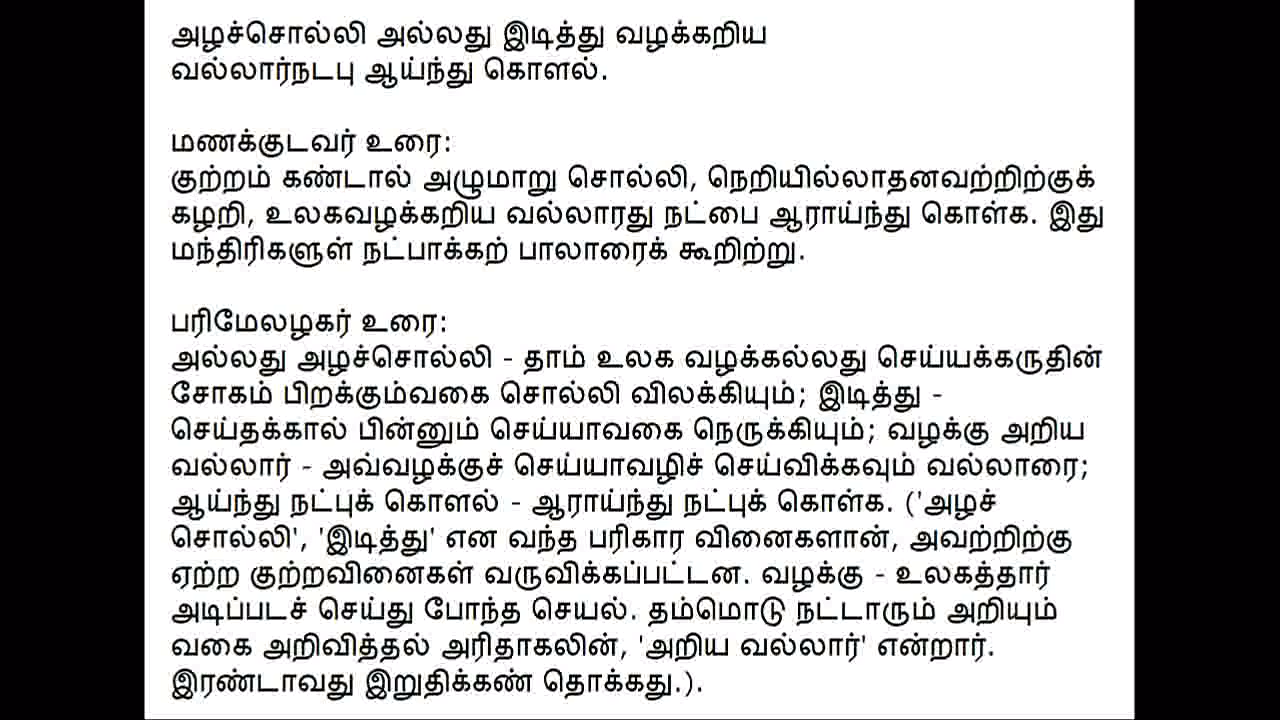 அழச்சொல்லி அல்லது இடித்து வழக்கறிய
வல்லார்நடபு ஆய்ந்து கொளல்.
மணக்குடவர் உரை:
குற்றம் கண்டால் அழுமாறு சொல்லி, நெறியில்லாதனவற்றிற்குக்
கழறி, உலகவழக்கறிய வல்லாரது நட்பை ஆராய்ந்து கொள்க. இது
மந்திரிகளுள் நட்பாக்கற் பாலாரைக் கூறிற்று.
பரிமேலழகர் உரை:
அல்லது அழச்சொல்லி - தாம் உலக வழக்கல்லது செய்யக்கருதின்
சோகம் பிறக்கும்வகை சொல்லி விலக்கியும்; இடித்து -
செய்தக்கால் பின்னும் செய்யாவகை நெருக்கியும்; வழக்கு அறிய
வல்லார் - அவ்வழக்குச் செய்யாவழிச் செய்விக்கவும் வல்லாரை;
ஆய்ந்து நட்புக் கொளல் - ஆராய்ந்து நட்புக் கொள்க. ('அழச்
சொல்லி', 'இடித்து' என வந்த பரிகார வினைகளான், அவற்றிற்கு
ஏற்ற குற்றவினைகள் வருவிக்கப்பட்டன. வழக்கு - உலகத்தார்
அடிப்படச் செய்து போந்த செயல். தம்மொடு நட்டாரும் அறியும்
வகை அறிவித்தல் அரிதாகலின், 'அறிய வல்லார்' என்றார்.
இரண்டாவது இறுதிக்கண் தொக்கது.).